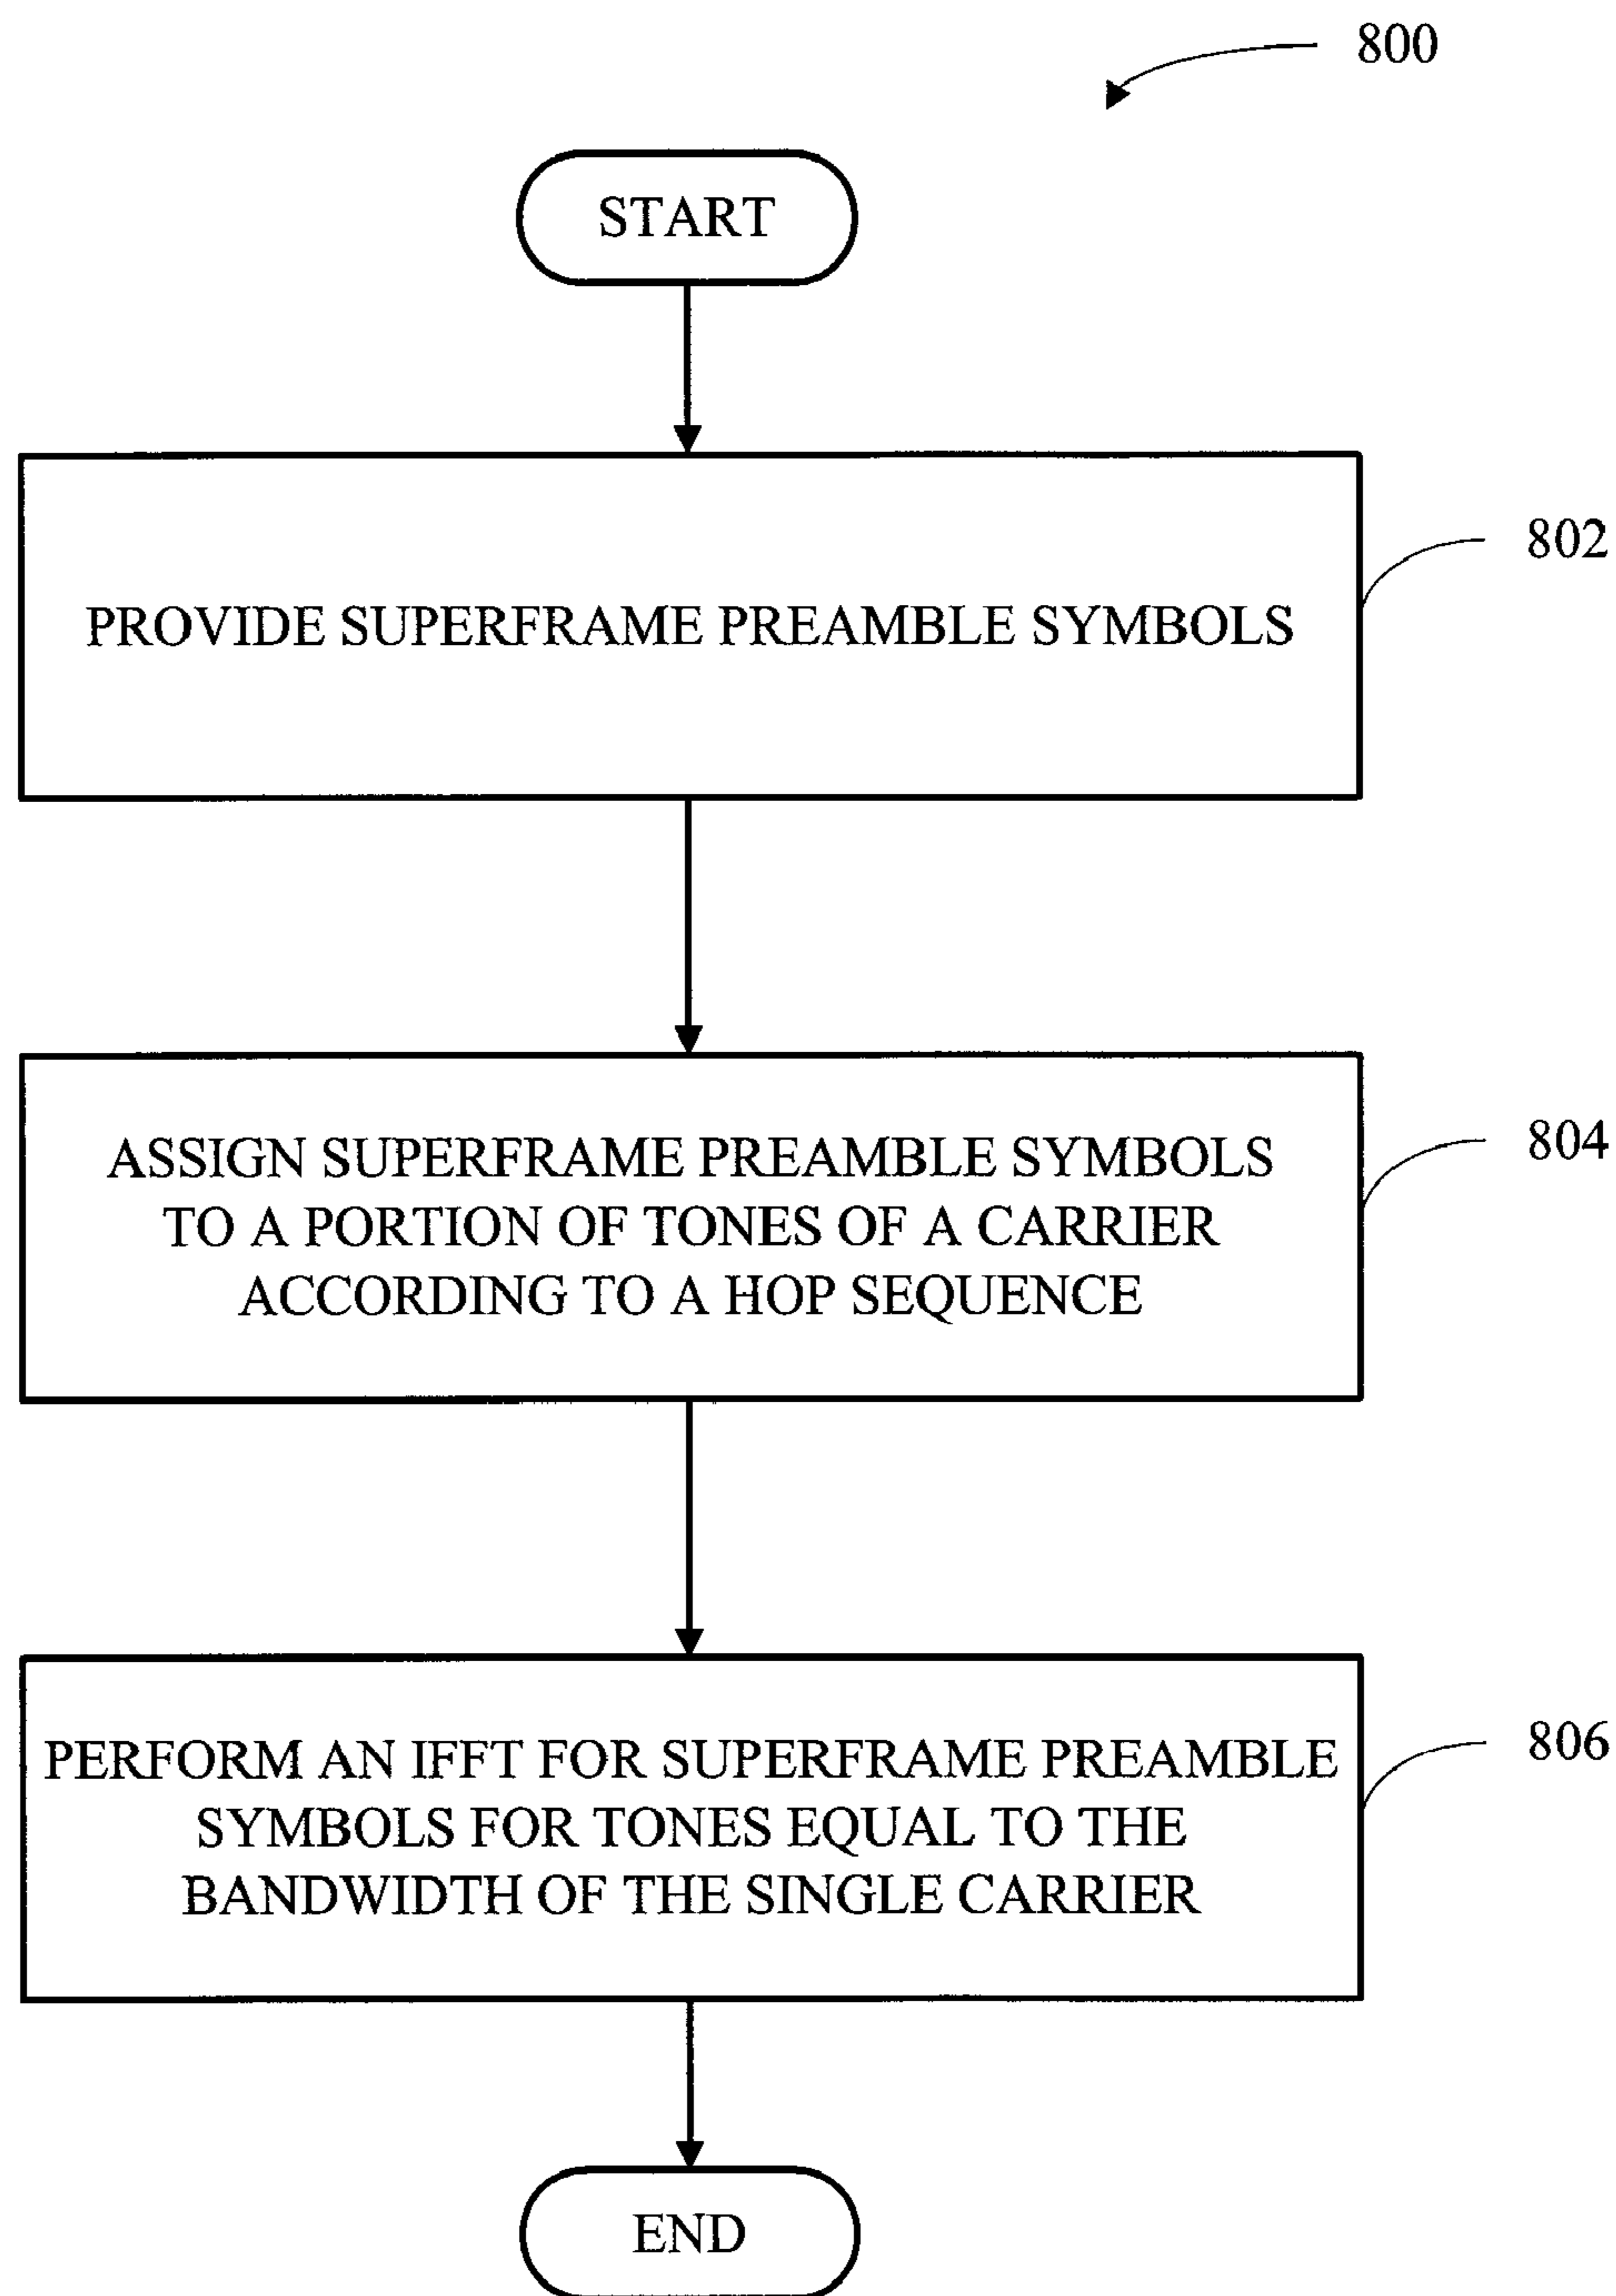 800
START
802
PROVIDE SUPERFRAME PREAMBLE SYMBOLS
804
ASSIGN SUPERFRAME PREAMBLE SYMBOLS
TO A PORTION OF TONES OF A CARRIER
ACCORDING TO A HOP SEQUENCE
806
PERFORM AN IFFT FOR SUPERFRAME PREAMBLE
SYMBOLS FOR TONES EQUAL TO THE
BANDWIDTH OF THE SINGLE CARRIER
END